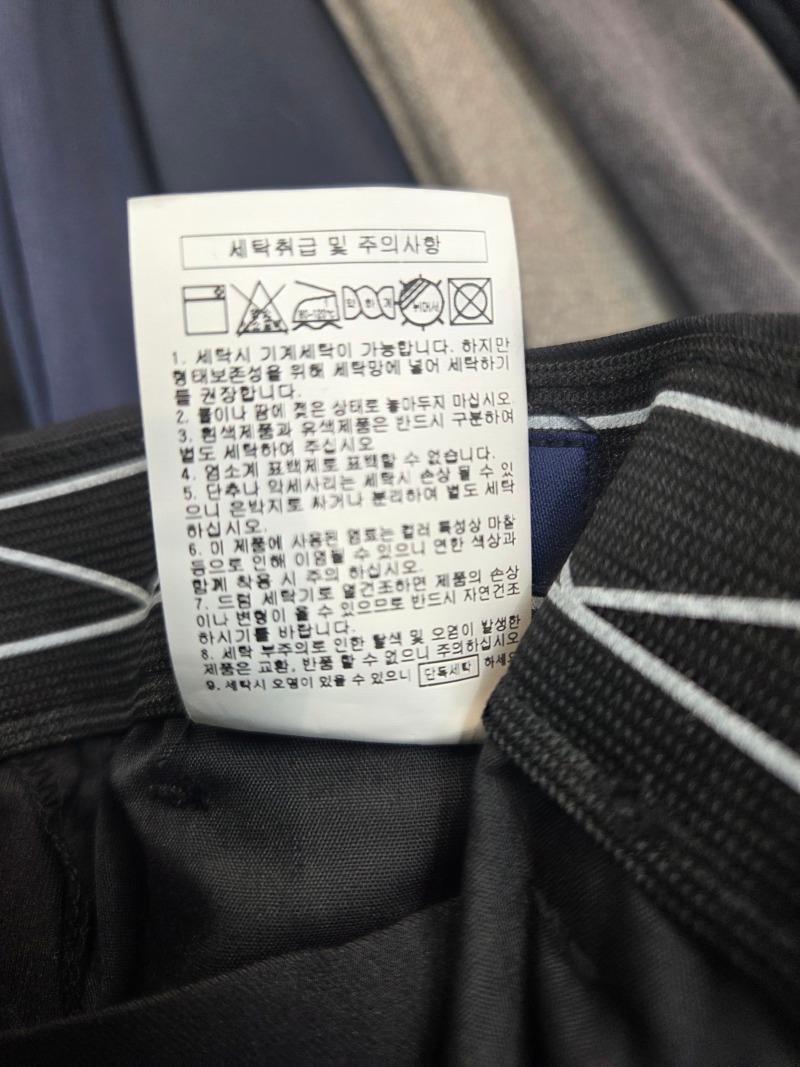 세탁취급 및 주의사항
80~120℃
약 하 게
뉘어서
1. 세탁시 기계세탁이 가능합니다. 하지만
형태보존성을 위해 세탁망에 넣어 세탁하기
를 권장합니다.
2. 물이나 땀에 젖은 상태로 놓아두지 마십시오.
3. 흰색제품과 유색제품은 반드시 구분하여
별도 세탁하여 주십시오
4. 염소계 표백제로 표백할 수 없습니다.
5. 단추나 악세사리는 세탁시 손상 될 수 있
으니 은박지로 싸거나 분리하여 별도 세탁
하십시오.
6. 이 제품에 사용된 염료는 컬러 특성상 마찰
등으로 인해 이염될 수 있으니 연한 색상과
함께 착용 시 주의 하십시오.
7. 드럼 세탁기로 열건조하면 제품의 손상
이나 변형이 올 수 있으므로 반드시 자연건조
하시기를 바랍니다.
8. 세탁 부주의로 인한 탈색 및 오염이 발생한
제품은 교환, 반품 할 수 없으니 주의하십시오
9. 세탁시 오염이 있을 수 있으니 단독세탁 하세요